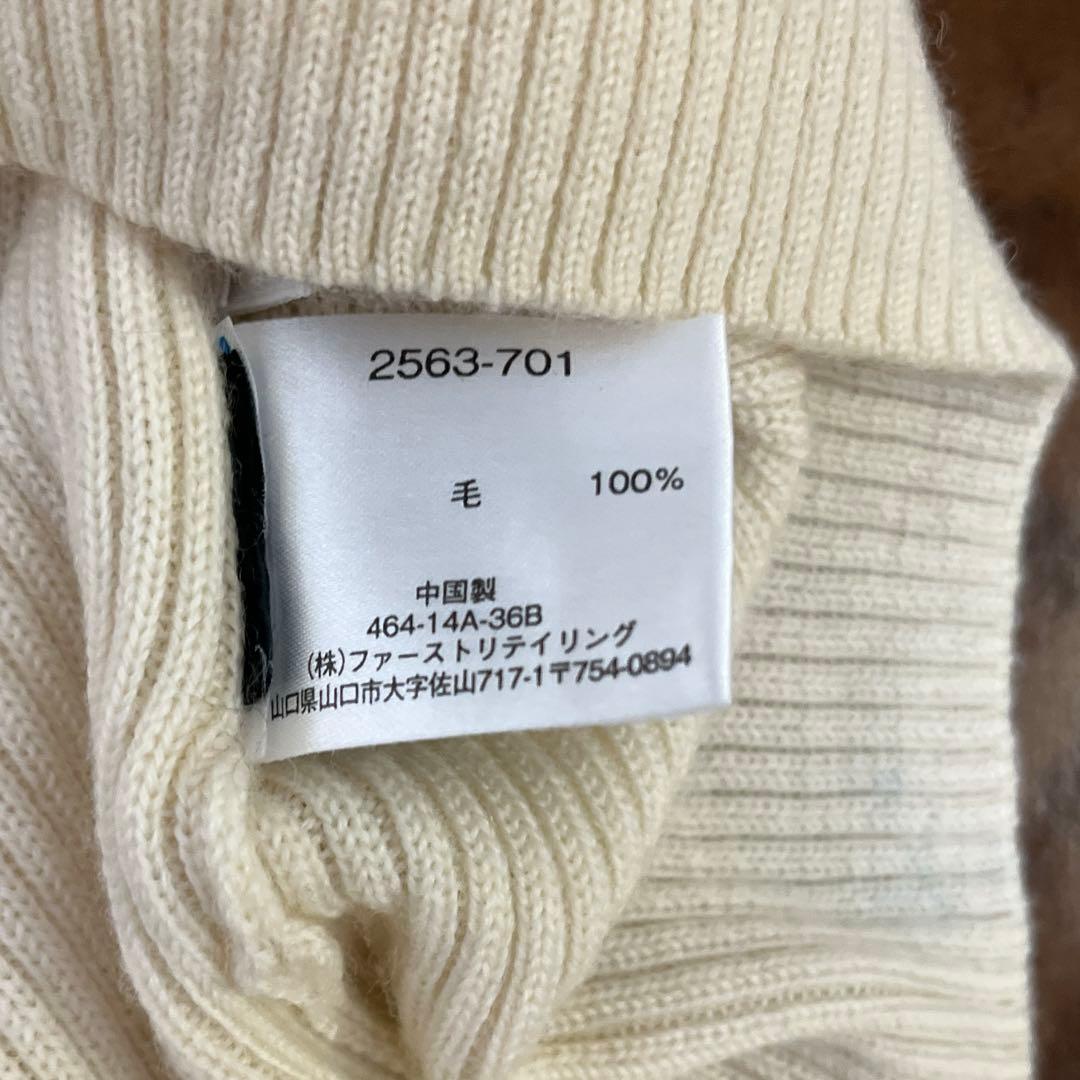 2563-701
毛 100%
中国製
464-14A-36B
(株)ファーストリテイリング
山口県山口市大字佐山717-1〒754-0894